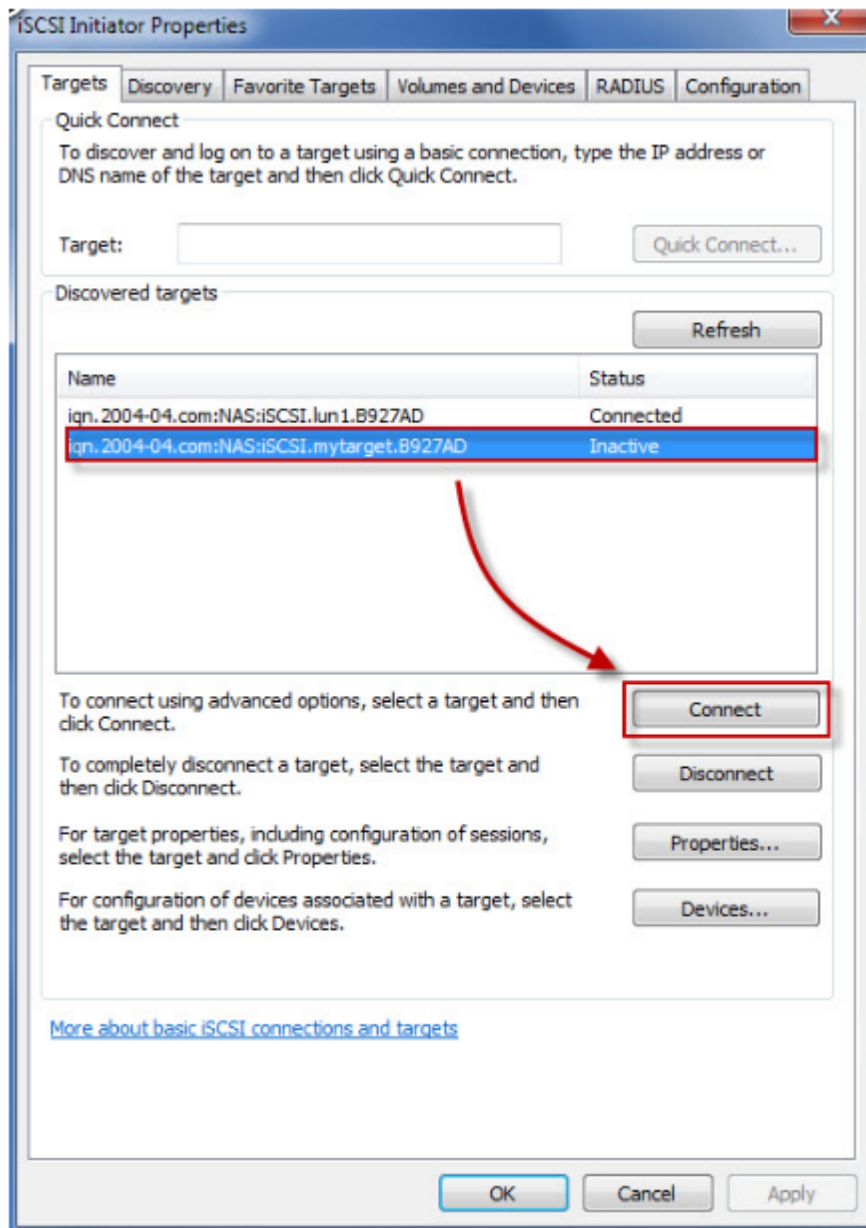 iSCSI Initiator Properties
Targets Discovery Favorite Targets Volumes and Devices RADIUS Configuration
Quick Connect
To discover and log on to a target using a basic connection, type the IP address or
DNS name of the target and then click Quick Connect.
Target: Quick Connect...
Discovered targets
Refresh
Name Status
iqn.2004-04.com:NAS:iSCSI.lun1.B927AD Connected
iqn.2004-04.com:NAS:iSCSI.mytarget.B927AD Inactive
To connect using advanced options, select a target and then
click Connect.
Connect
To completely disconnect a target, select the target and
then click Disconnect.
Disconnect
For target properties, including configuration of sessions,
select the target and click Properties.
Properties...
For configuration of devices associated with a target, select
the target and then click Devices.
Devices...
More about basic iSCSI connections and targets
OK Cancel Apply